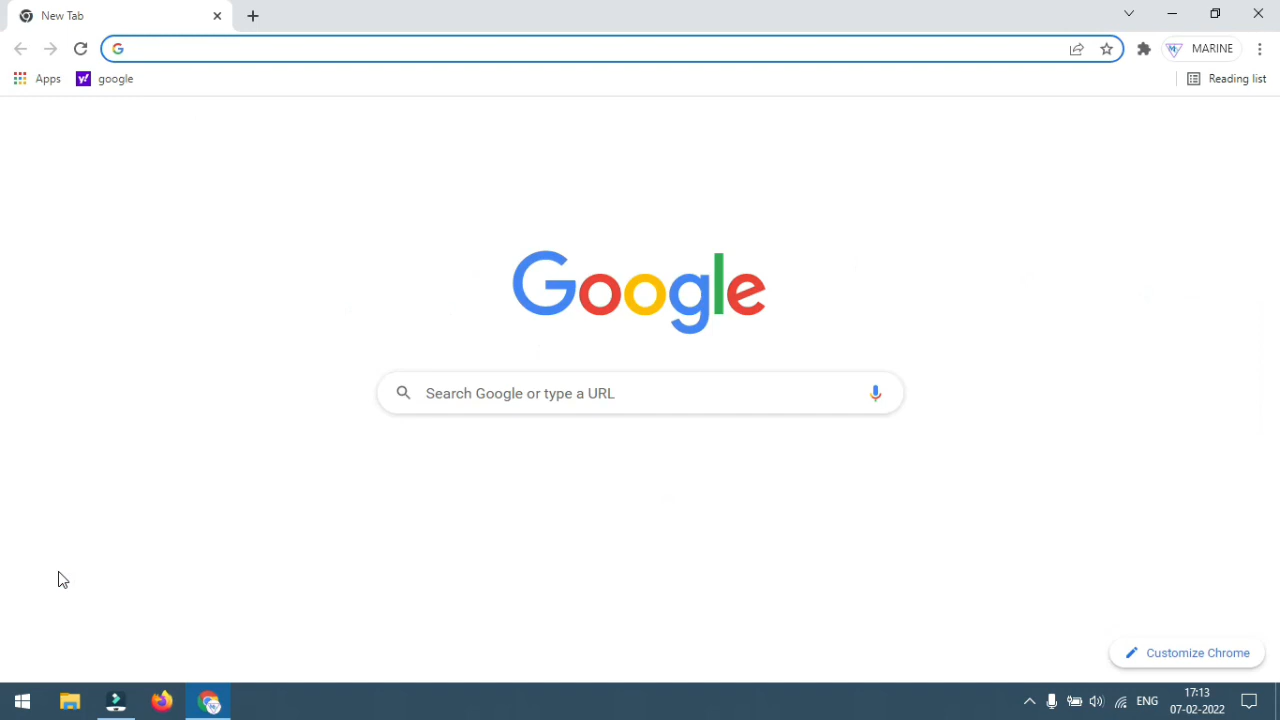 New Tab
MARINE
Apps
google
Reading list
Google
Search Google or type a URL
Customize Chrome
ENG
17:13
07-02-2022